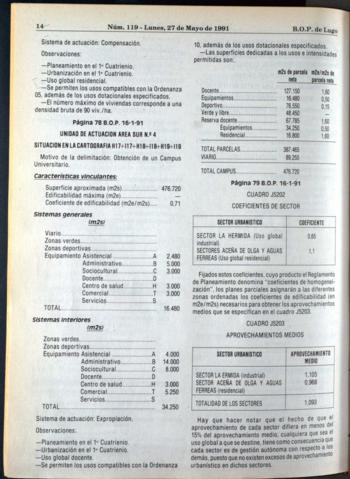 14 Núm. 119 - Lunes, 27 de Mayo de 1991 B.O.P. de Lugo
Sistema de actuación: Compensación.
Observaciones:
—Planeamiento en el 1º Cuatrienio.
—Urbanización en el 1º Cuatrienio.
—Uso global residencial.
—Se permiten los usos compatibles con la Ordenanza
05, además de los usos dotacionales especificados.
—El número máximo de viviendas corresponde a una
densidad bruta de 90 viv./ha.
Página 78 B.O.P. 16-1-91
UNIDAD DE ACTUACION AREA SUR N.º 4
SITUACION EN LA CARTOGRAFIA H17-I17-H18-I18-H19-I19
Motivo de la delimitación: Obtención de un Campus
Universitario.
Características vinculantes:
Superficie aproximada (m2s) 476.720
Edificabilidad máxima (m2e) —
Coeficiente de edificabilidad (m2e/m2s) 0,71
Sistemas generales
(m2s)
Viario
Zonas verdes
Zonas deportivas
Equipamiento Asistencial A 2.480
Administrativo B 5.000
Sociocultural C 3.000
Docente D
Centro de salud H 3.000
Comercial T 3.000
Servicios S
TOTAL 16.480
Sistemas interiores
(m2s)
Zonas verdes
Zonas deportivas
Equipamiento Asistencial A 4.000
Administrativo B 14.000
Sociocultural C 8.000
Docente D
Centro de salud H 3.000
Comercial T 5.250
Servicios S
TOTAL 34.250
Sistema de actuación: Expropiación.
Observaciones:
—Planeamiento en el 1º Cuatrienio.
—Urbanización en el 1º Cuatrienio.
—Uso global docente.
—Se permiten los usos compatibles con la Ordenanza
10, además de los usos dotacionales especificados.
—Las superficies dedicadas a los usos e intensidades
permitidas son:
m2s de parcela neta m2e/m2s de parcela neta
Docente 127.150 1,60
Equipamientos 16.480 0,50
Deportivo 76.550 0,15
Verde y libre 48.450 —
Reserva docente 67.785 1,60
Equipamientos 34.250 0,50
Residencial 16.800 1,60
TOTAL PARCELAS 387.465
VIARIO 89.255
TOTAL CAMPUS 476.720
Página 79 B.O.P. 16-1-91
CUADRO J5202
COEFICIENTES DE SECTOR
SECTOR URBANISTICO COEFICIENTE
SECTOR LA HERMIDA (Uso global
industrial) 0,85
SECTORES ACEÑA DE OLGA Y AGUAS
FERREAS (Uso global residencial) 1,1
Fijados estos coeficientes, cuyo producto el Reglamento
de Planeamiento denomina "coeficientes de homogenei-
zación", los planes parciales asignarán a las diferentes
zonas ordenadas los coeficientes de edificabilidad (en
m2e/m2s) necesarios para obtener los aprovechamientos
medios que se especifican en el cuadro J5203.
CUADRO J5203
APROVECHAMIENTOS MEDIOS
SECTOR URBANISTICO APROVECHAMIENTO MEDIO
SECTOR LA ERMIDA (industrial) 1,105
SECTOR ACEÑA DE OLGA Y AGUAS
FERREAS (residencial) 0,968
TOTALIDAD DE LOS SECTORES 1,093
Hay que hacer notar que el hecho de que el
aprovechamiento de cada sector difiera en menos del
15% del aprovechamiento medio, cualquiera que sea el
uso global a que se destine, tiene como consecuencia que
cada sector es de gestión autónoma con respecto a los
demás, puesto que no existen excesos de aprovechamiento
urbanístico en dichos sectores.